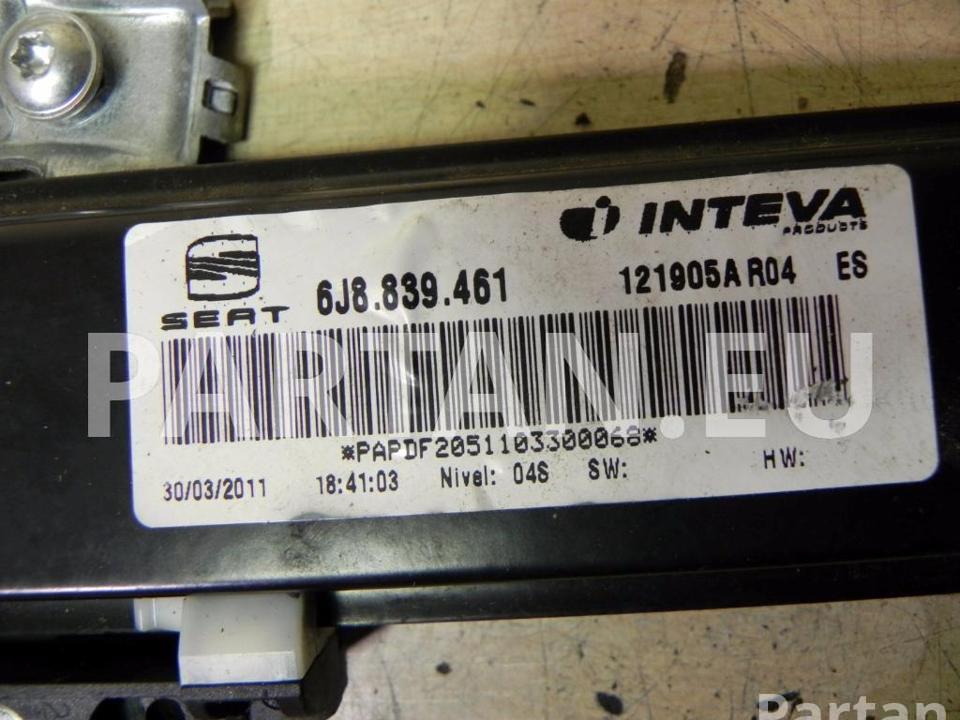 INTEVA
PRODUCTS
SEAT
6J8.839.461
121905A R04 ES
*PAPDF2051103300068*
30/03/2011 18:41:03 Nivel: 04S SW: HW:
PARTAN.EU
Partan